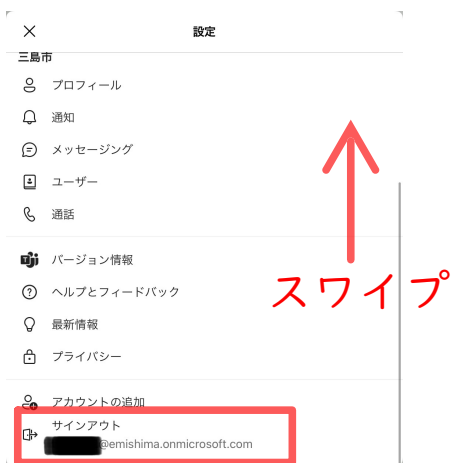 設定
三島市
プロフィール
通知
メッセージング
ユーザー
通話
バージョン情報
ヘルプとフィードバック
スワイプ
最新情報
プライバシー
アカウントの追加
サインアウト
@emishima.onmicrosoft.com